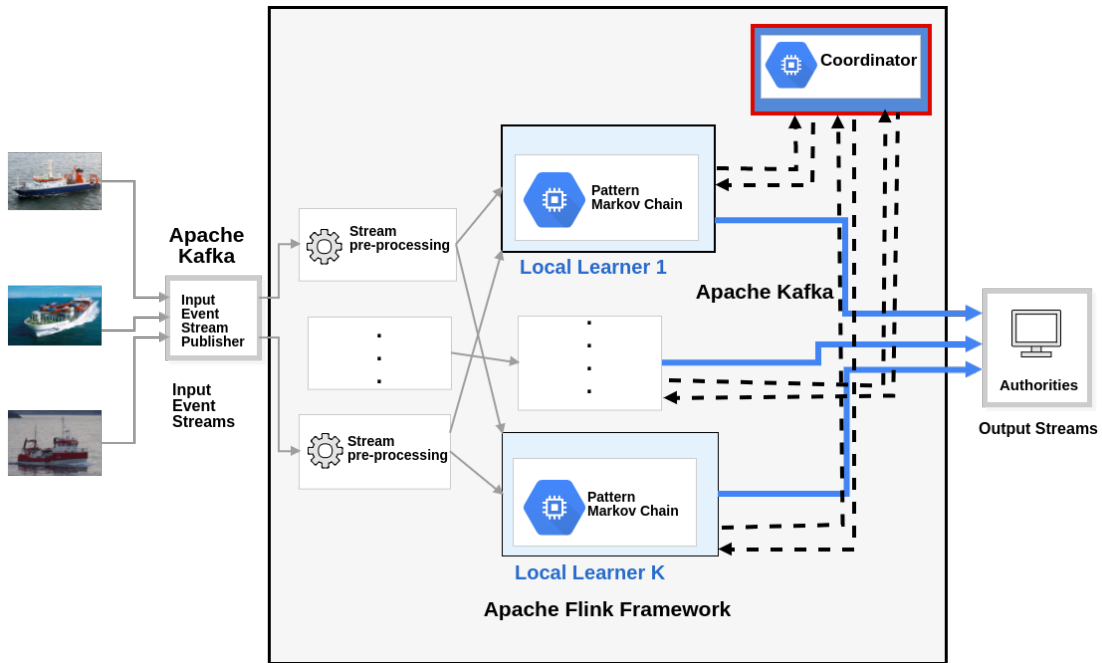 Coordinator
Pattern
Markov Chain
Local Learner 1
Stream
pre-processing
Apache
Kafka
Input
Event
Stream
Publisher
Input
Event
Streams
Apache Kafka
Authorities
Output Streams
Stream
pre-processing
Pattern
Markov Chain
Local Learner K
Apache Flink Framework